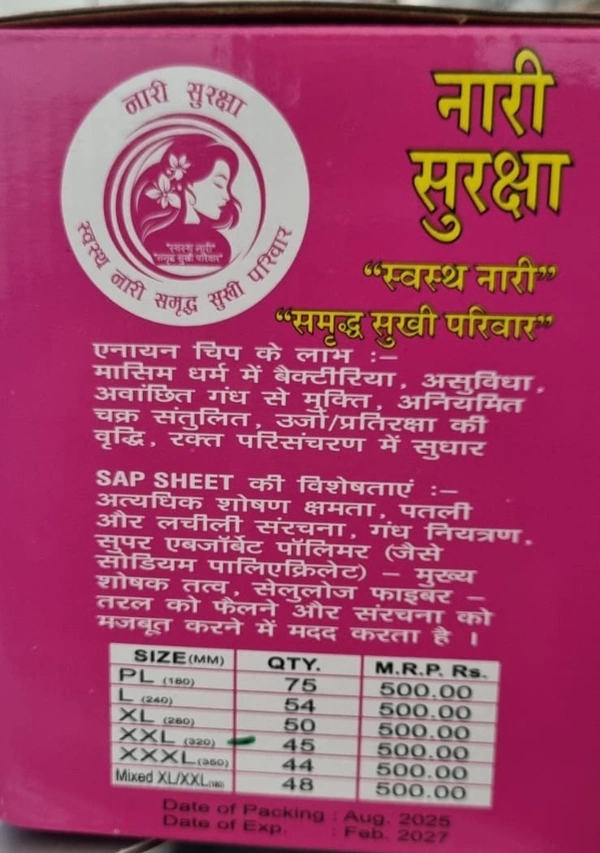 नारी सुरक्षा
"स्वस्थ नारी"
"समृद्ध सुखी परिवार"
स्वस्थ नारी समृद्ध सुखी परिवार
नारी
सुरक्षा
"स्वस्थ नारी"
"समृद्ध सुखी परिवार"
एनायन चिप के लाभ :–
मासिम धर्म में बैक्टीरिया, असुविधा,
अवांछित गंध से मुक्ति, अनियमित
चक्र संतुलित, उर्जा/प्रतिरक्षा की
वृद्धि, रक्त परिसंचरण में सुधार
SAP SHEET की विशेषताएं :–
अत्यधिक शोषण क्षमता, पतली
और लचीली संरचना, गंध नियत्रण,
सुपर एबजॉर्बेट पॉलिमर (जैसे
सोडियम पालिएक्रिलेट) – मुख्य
शोषक तत्व, सेलुलोज फाइबर –
तरल को फैलने और संरचना को
मजबूत करने में मदद करता है ।
SIZE (MM) QTY. M.R.P. Rs.
PL (180) 75 500.00
L (240) 54 500.00
XL (280) 50 500.00
XXL (320) 45 500.00
XXXL (350) 44 500.00
Mixed XL/XXL 48 500.00
Date of Packing : Aug. 2025
Date of Exp. : Feb. 2027